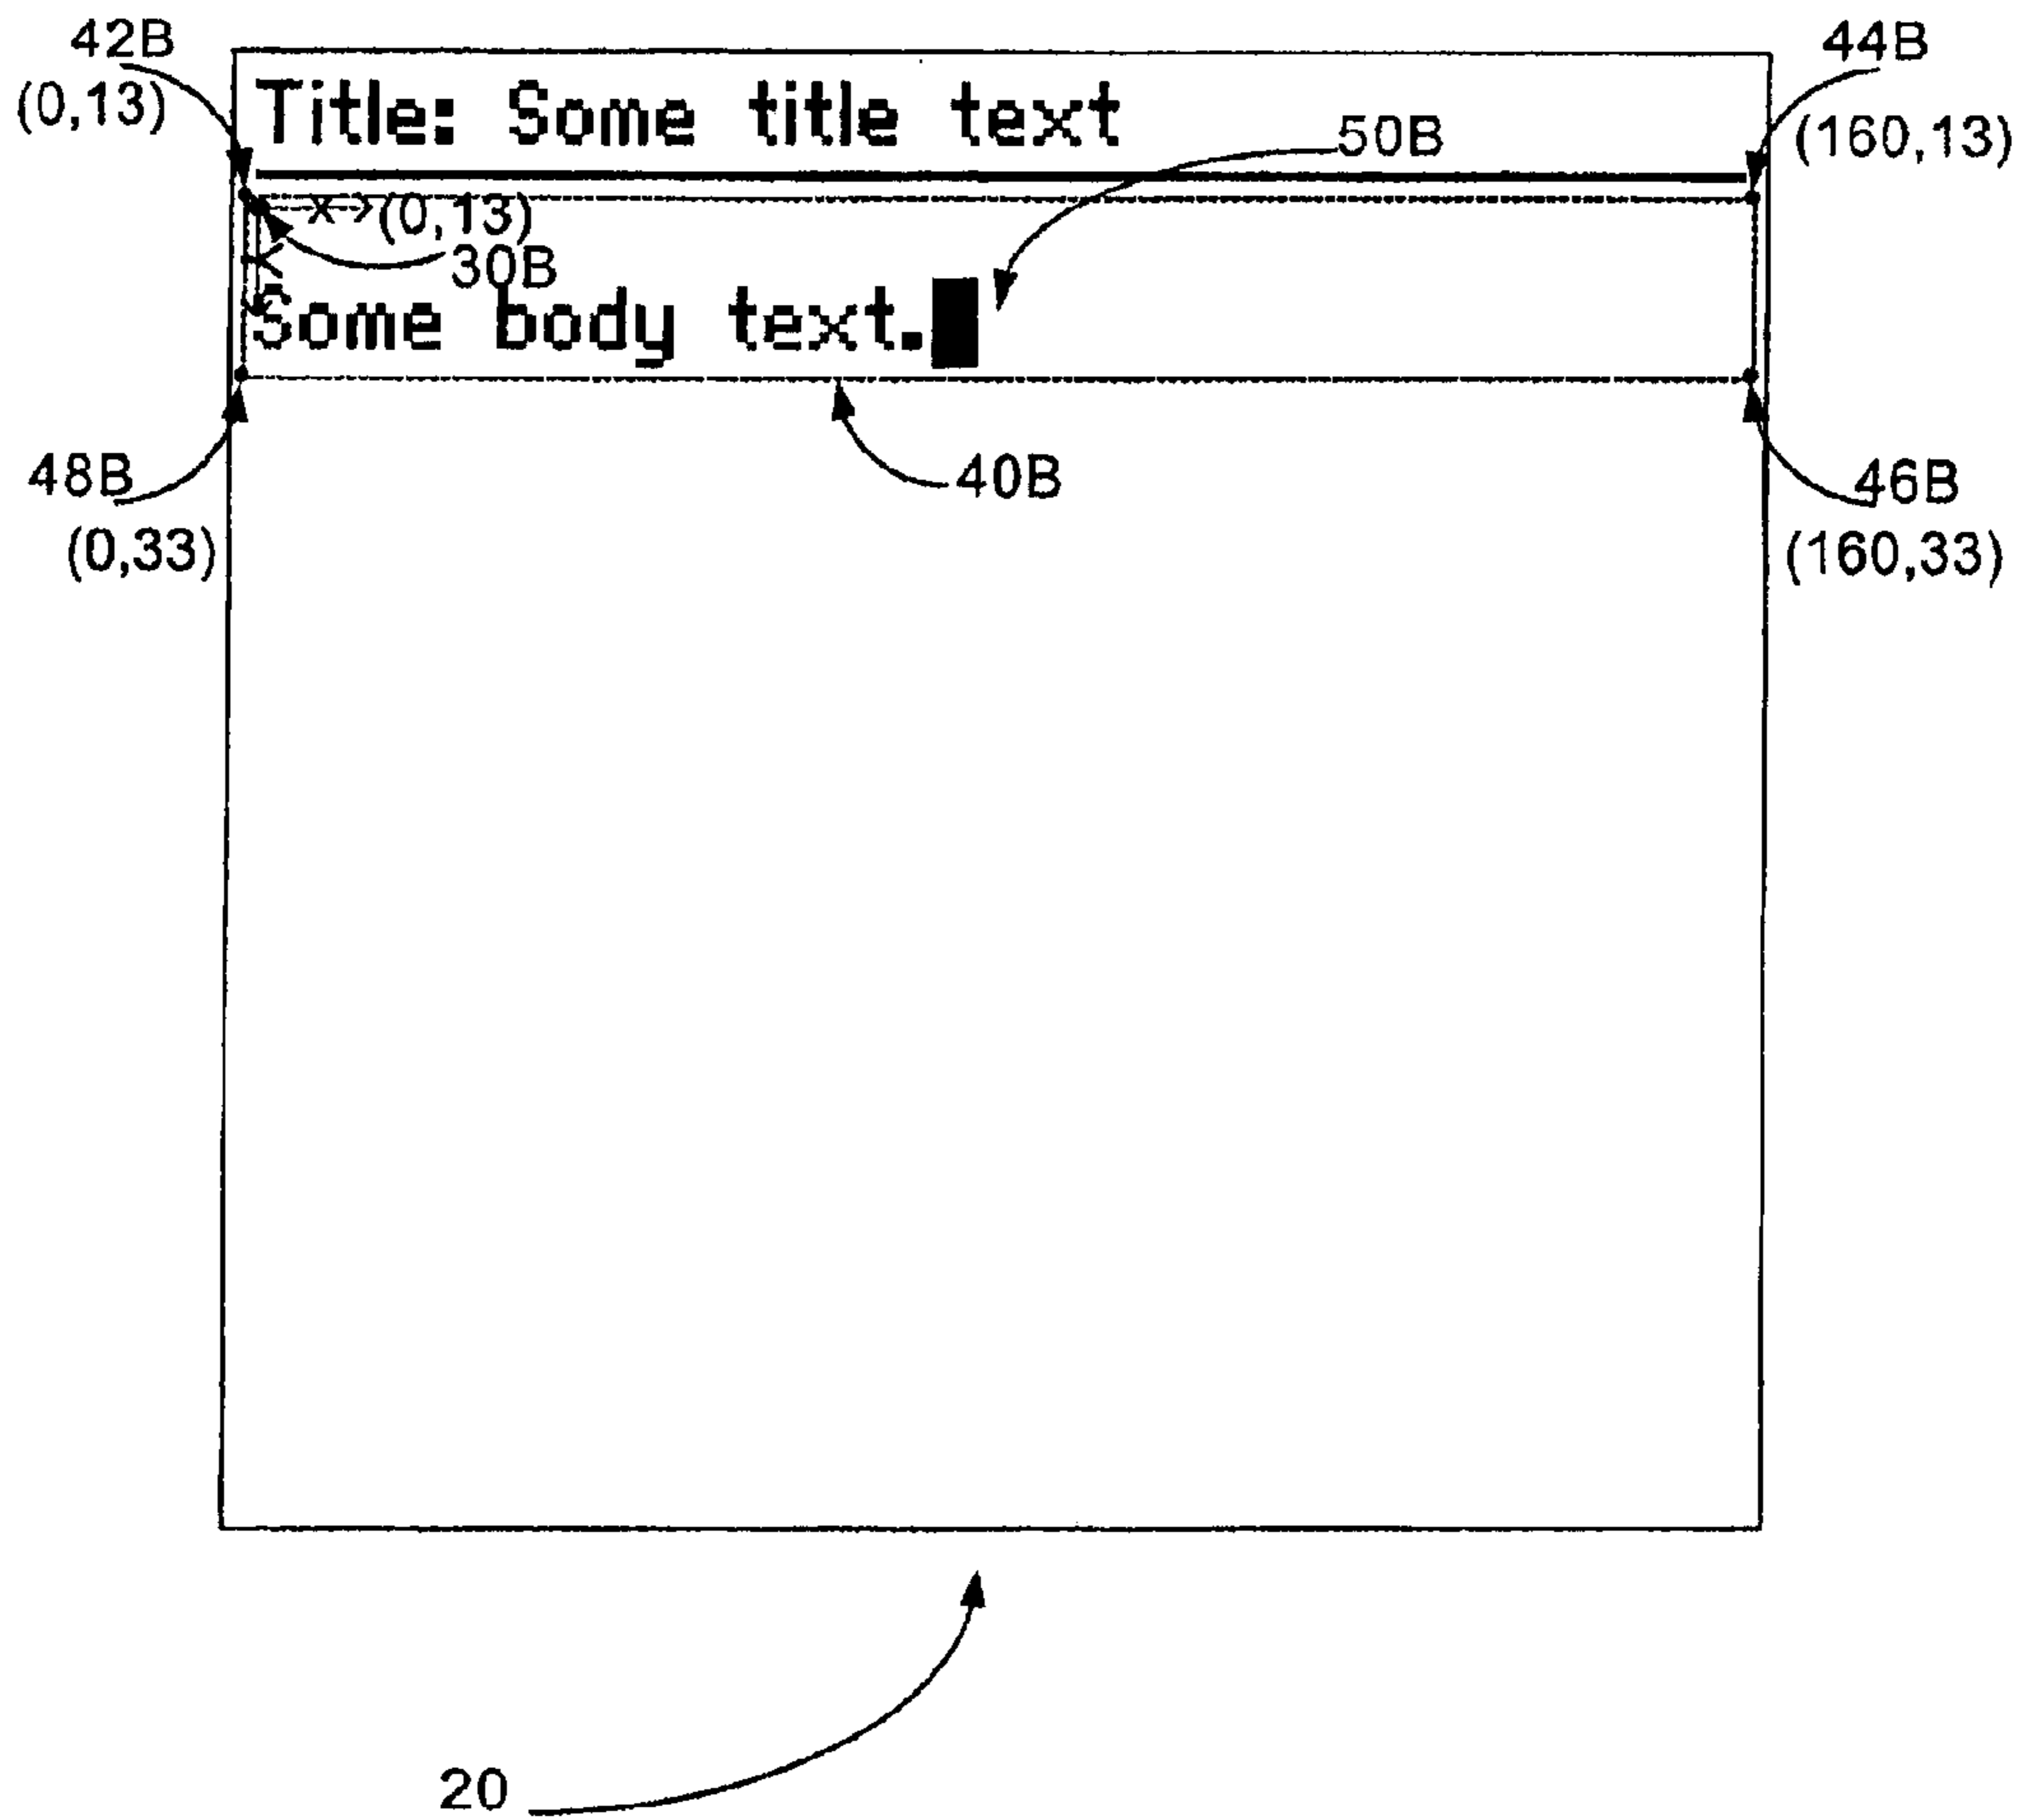 42B
(0,13)
44B
(160,13)
Title: Some title text
50B
x
(0,13)
Y
30B
Some body text.
48B
(0,33)
40B
46B
(160,33)
20